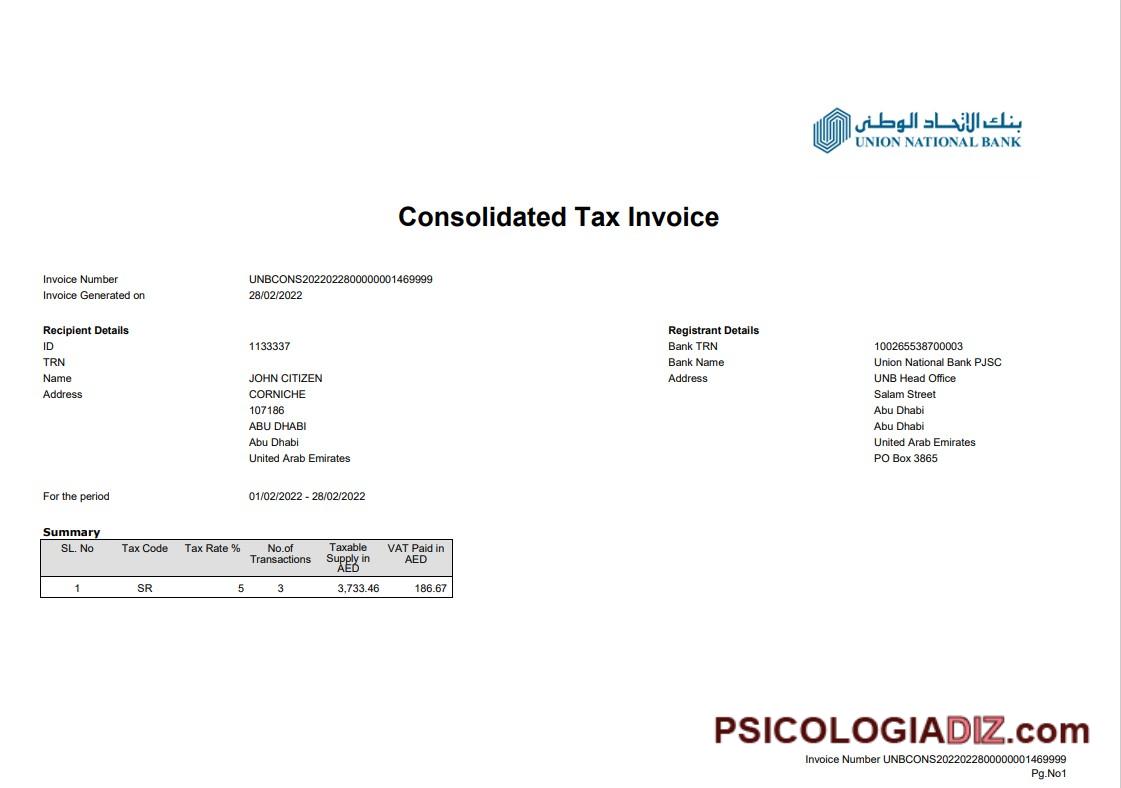 بنك الاتحاد الوطني
UNION NATIONAL BANK
Consolidated Tax Invoice
Invoice Number UNBCONS2022022800000001469999
Invoice Generated on 28/02/2022
Recipient Details
ID 1133337
TRN
Name JOHN CITIZEN
Address CORNICHE
107186
ABU DHABI
Abu Dhabi
United Arab Emirates
Registrant Details
Bank TRN 100265538700003
Bank Name Union National Bank PJSC
Address UNB Head Office
Salam Street
Abu Dhabi
Abu Dhabi
United Arab Emirates
PO Box 3865
For the period 01/02/2022 - 28/02/2022
Summary
SL. No Tax Code Tax Rate % No.of Transactions Taxable Supply in AED VAT Paid in AED
1 SR 5 3 3,733.46 186.67
PSICOLOGIADIZ.com
Invoice Number UNBCONS2022022800000001469999
Pg.No1